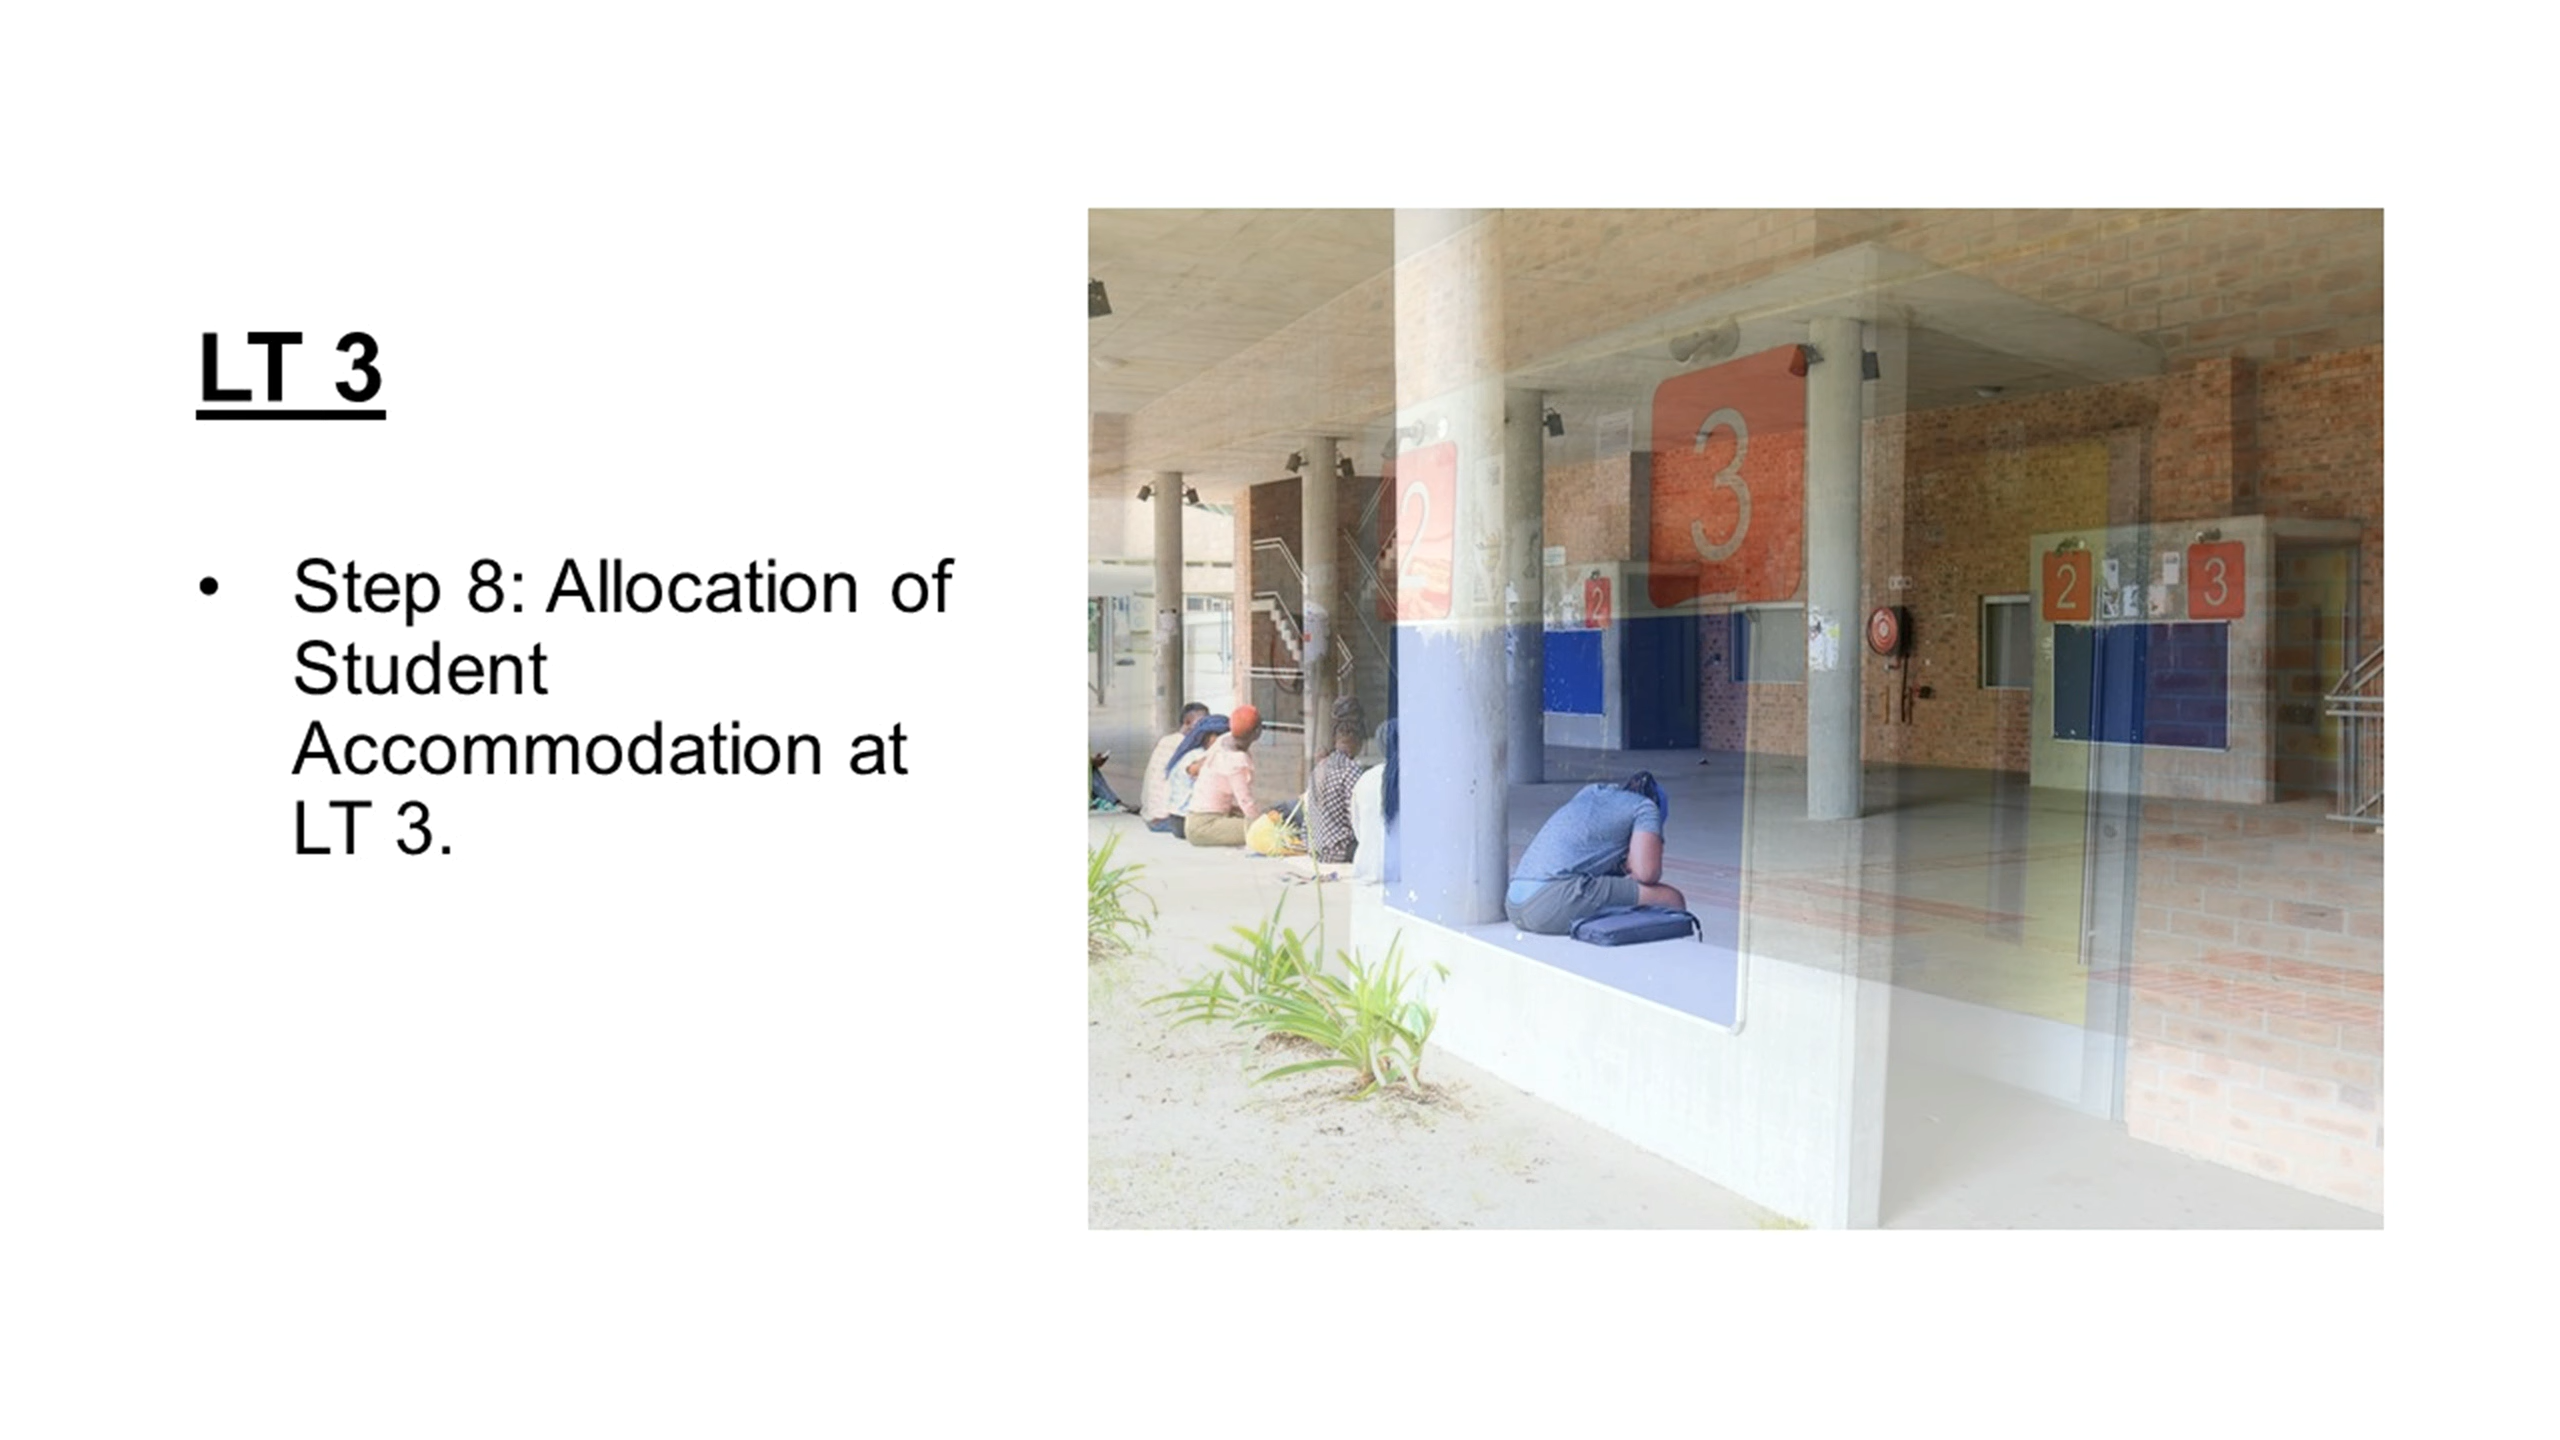 LT 3
• Step 8: Allocation of
Student
Accommodation at
LT 3.
2
3
2
2
3